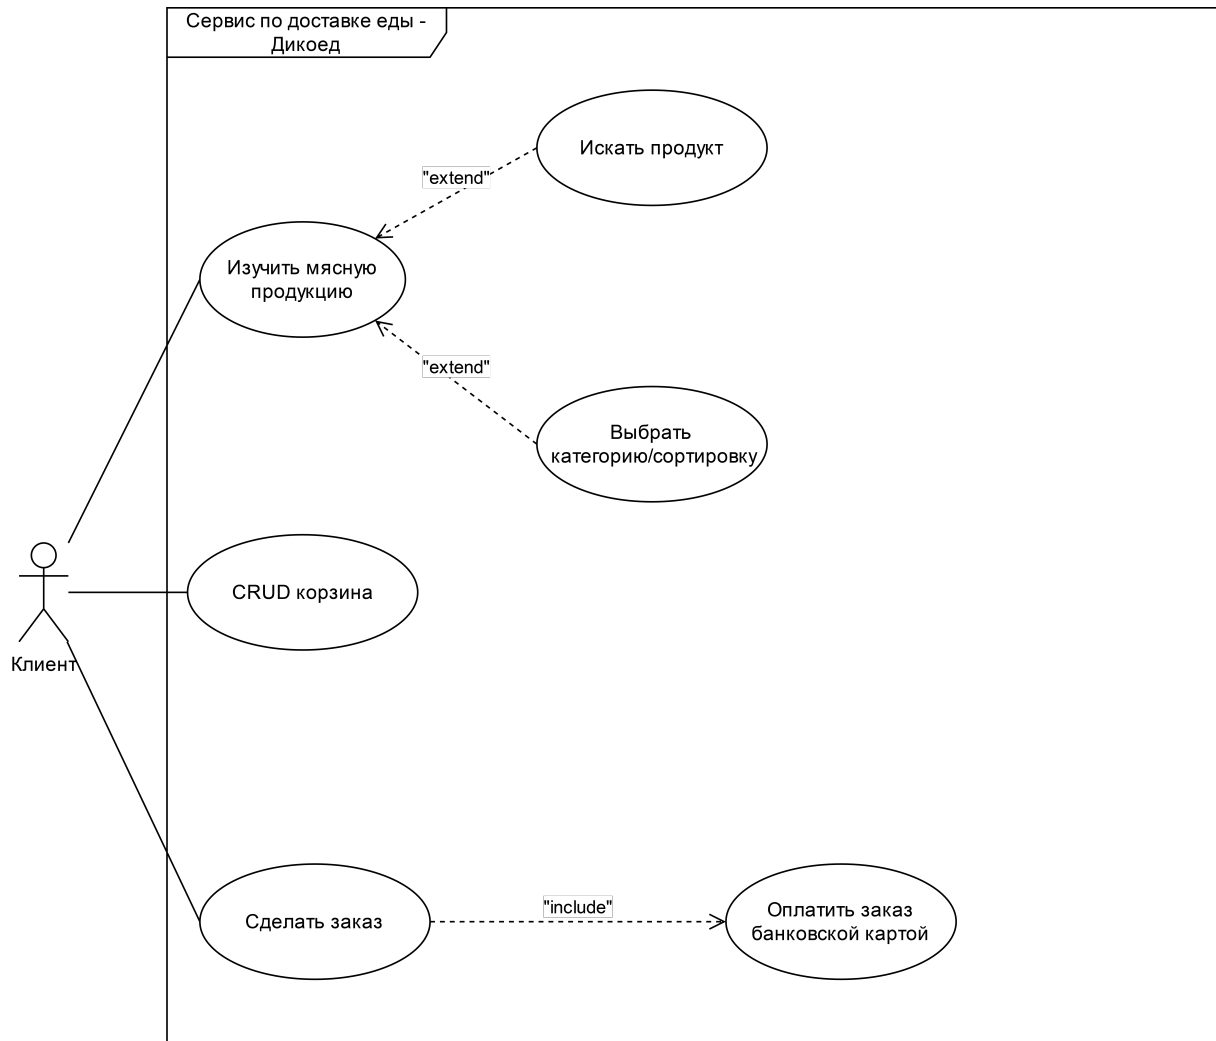 Сервис по доставке еды -
Дикоед
Искать продукт
"extend"
Изучить мясную
продукцию
"extend"
Выбрать
категорию/сортировку
CRUD корзина
Клиент
Сделать заказ
"include"
Оплатить заказ
банковской картой